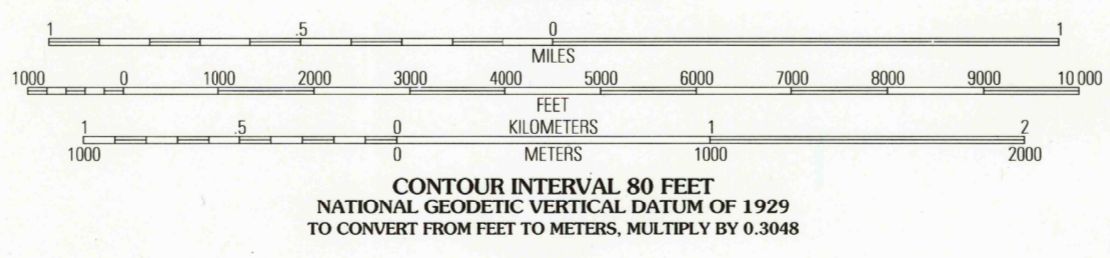 1 .5 0 1
MILES
1000 0 1000 2000 3000 4000 5000 6000 7000 8000 9000 10 000
FEET
1 .5 0 KILOMETERS 1 2
1000 0 METERS 1000 2000
CONTOUR INTERVAL 80 FEET
NATIONAL GEODETIC VERTICAL DATUM OF 1929
TO CONVERT FROM FEET TO METERS, MULTIPLY BY 0.3048